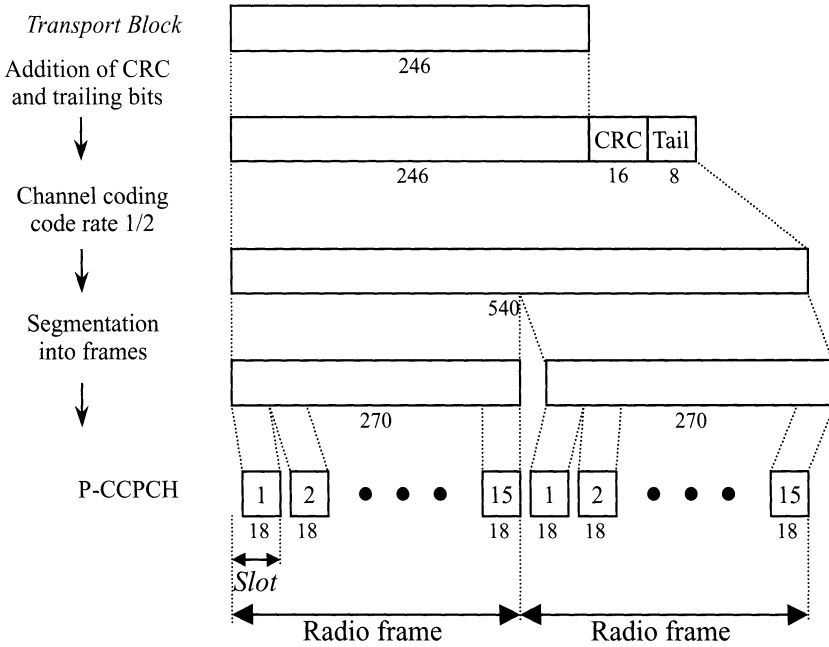 Transport Block
246
Addition of CRC
and trailing bits
CRC
Tail
246
16
8
Channel coding
code rate 1/2
540
Segmentation
into frames
270
270
P-CCPCH
1
2
15
1
2
15
18
18
18
18
18
18
Slot
Radio frame
Radio frame